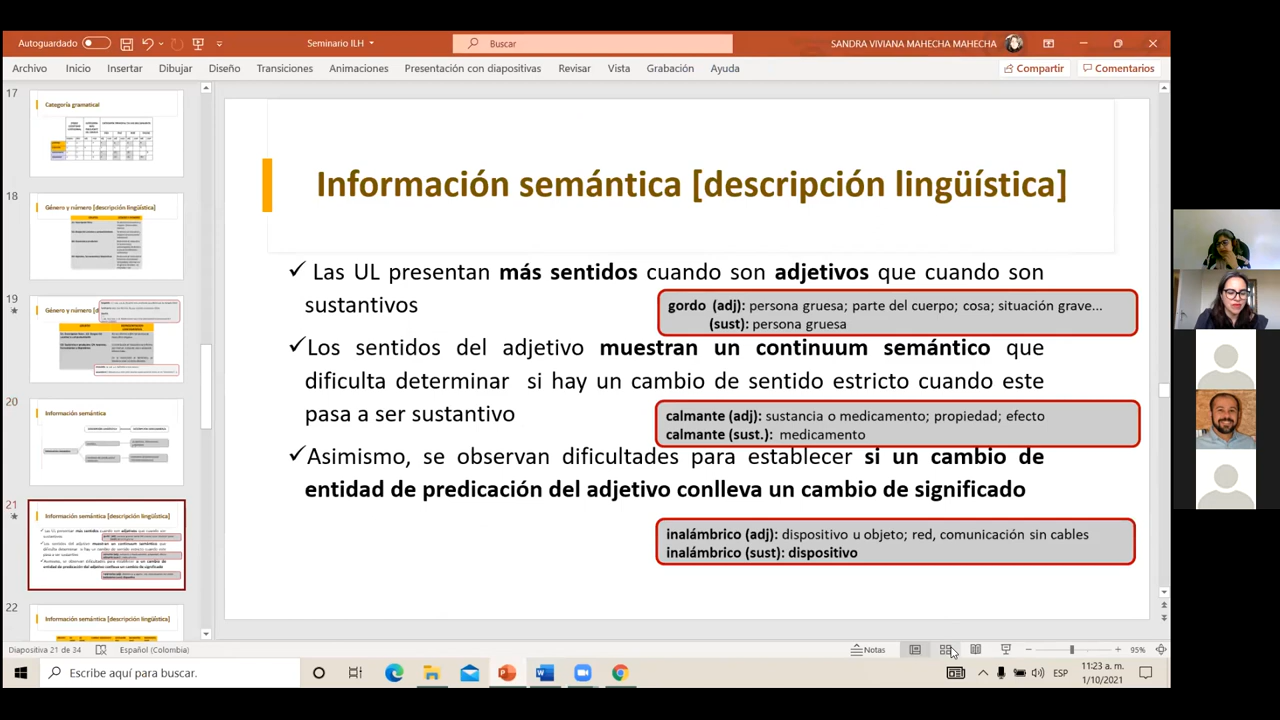 Autoguardado
Seminario ILH
Buscar
SANDRA VIVIANA MAHECHA MAHECHA
Archivo Inicio Insertar Dibujar Diseño Transiciones Animaciones Presentación con diapositivas Revisar Vista Grabación Ayuda Compartir Comentarios
17
Categoría gramatical
18
Género y número [descripción lingüística]
19
20
Información semántica
21
Información semántica [descripción lingüística]
22
Información semántica [descripción lingüística]
Información semántica [descripción lingüística]
✓ Las UL presentan más sentidos cuando son adjetivos que cuando son
sustantivos
gordo (adj): persona gruesa; parte del cuerpo; cosa; situación grave...
(sust): persona gruesa
✓Los sentidos del adjetivo muestran un continuum semántico que
dificulta determinar si hay un cambio de sentido estricto cuando este
pasa a ser sustantivo
calmante (adj): sustancia o medicamento; propiedad; efecto
calmante (sust.): medicamento
✓Asimismo, se observan dificultades para establecer si un cambio de
entidad de predicación del adjetivo conlleva un cambio de significado
inalámbrico (adj): dispositivo u objeto; red, comunicación sin cables
inalámbrico (sust): dispositivo
Diapositiva 21 de 34 Español (Colombia) Notas 95%
Escribe aquí para buscar. ESP 11:23 a. m.
1/10/2021